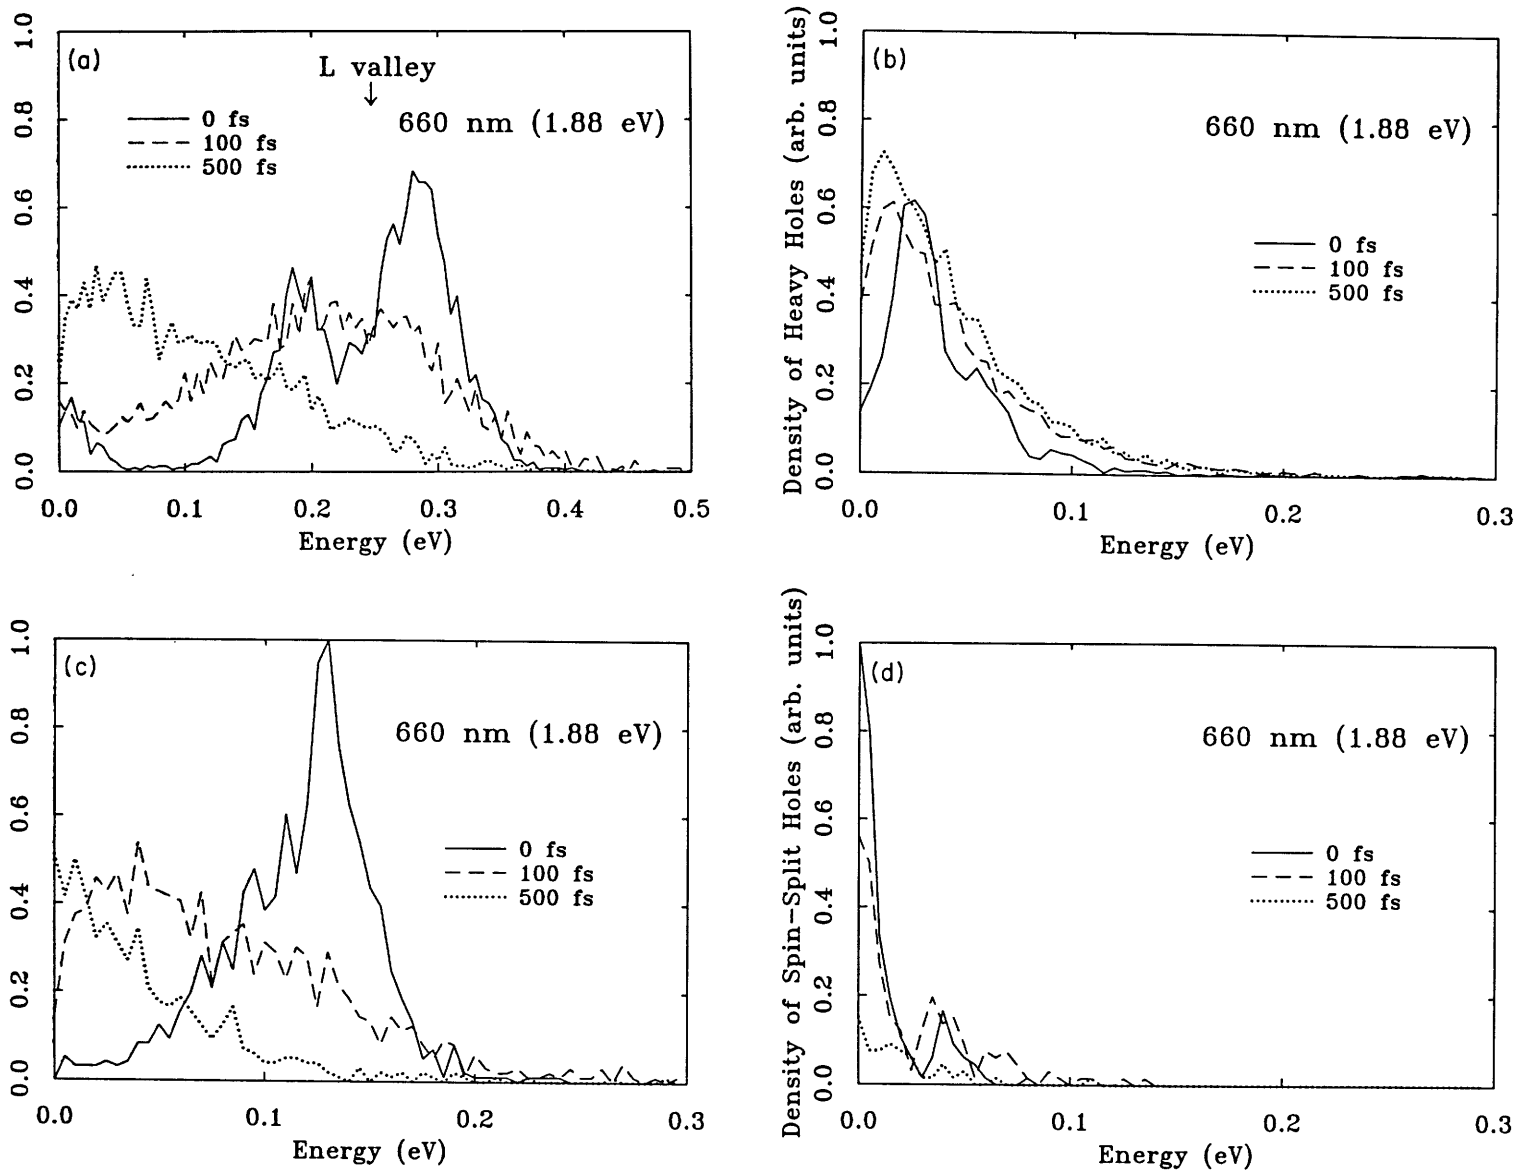 (a)
L valley
↓
660 nm (1.88 eV)
0 fs
100 fs
500 fs
0.0 0.2 0.4 0.6 0.8 1.0
0.0 0.1 0.2 0.3 0.4 0.5
Energy (eV)
(b)
660 nm (1.88 eV)
0 fs
100 fs
500 fs
Density of Heavy Holes (arb. units)
0.0 0.2 0.4 0.6 0.8 1.0
0.0 0.1 0.2 0.3
Energy (eV)
(c)
660 nm (1.88 eV)
0 fs
100 fs
500 fs
0.0 0.2 0.4 0.6 0.8 1.0
0.0 0.1 0.2 0.3
Energy (eV)
(d)
660 nm (1.88 eV)
0 fs
100 fs
500 fs
Density of Spin-Split Holes (arb. units)
0.0 0.2 0.4 0.6 0.8 1.0
0.0 0.1 0.2 0.3
Energy (eV)